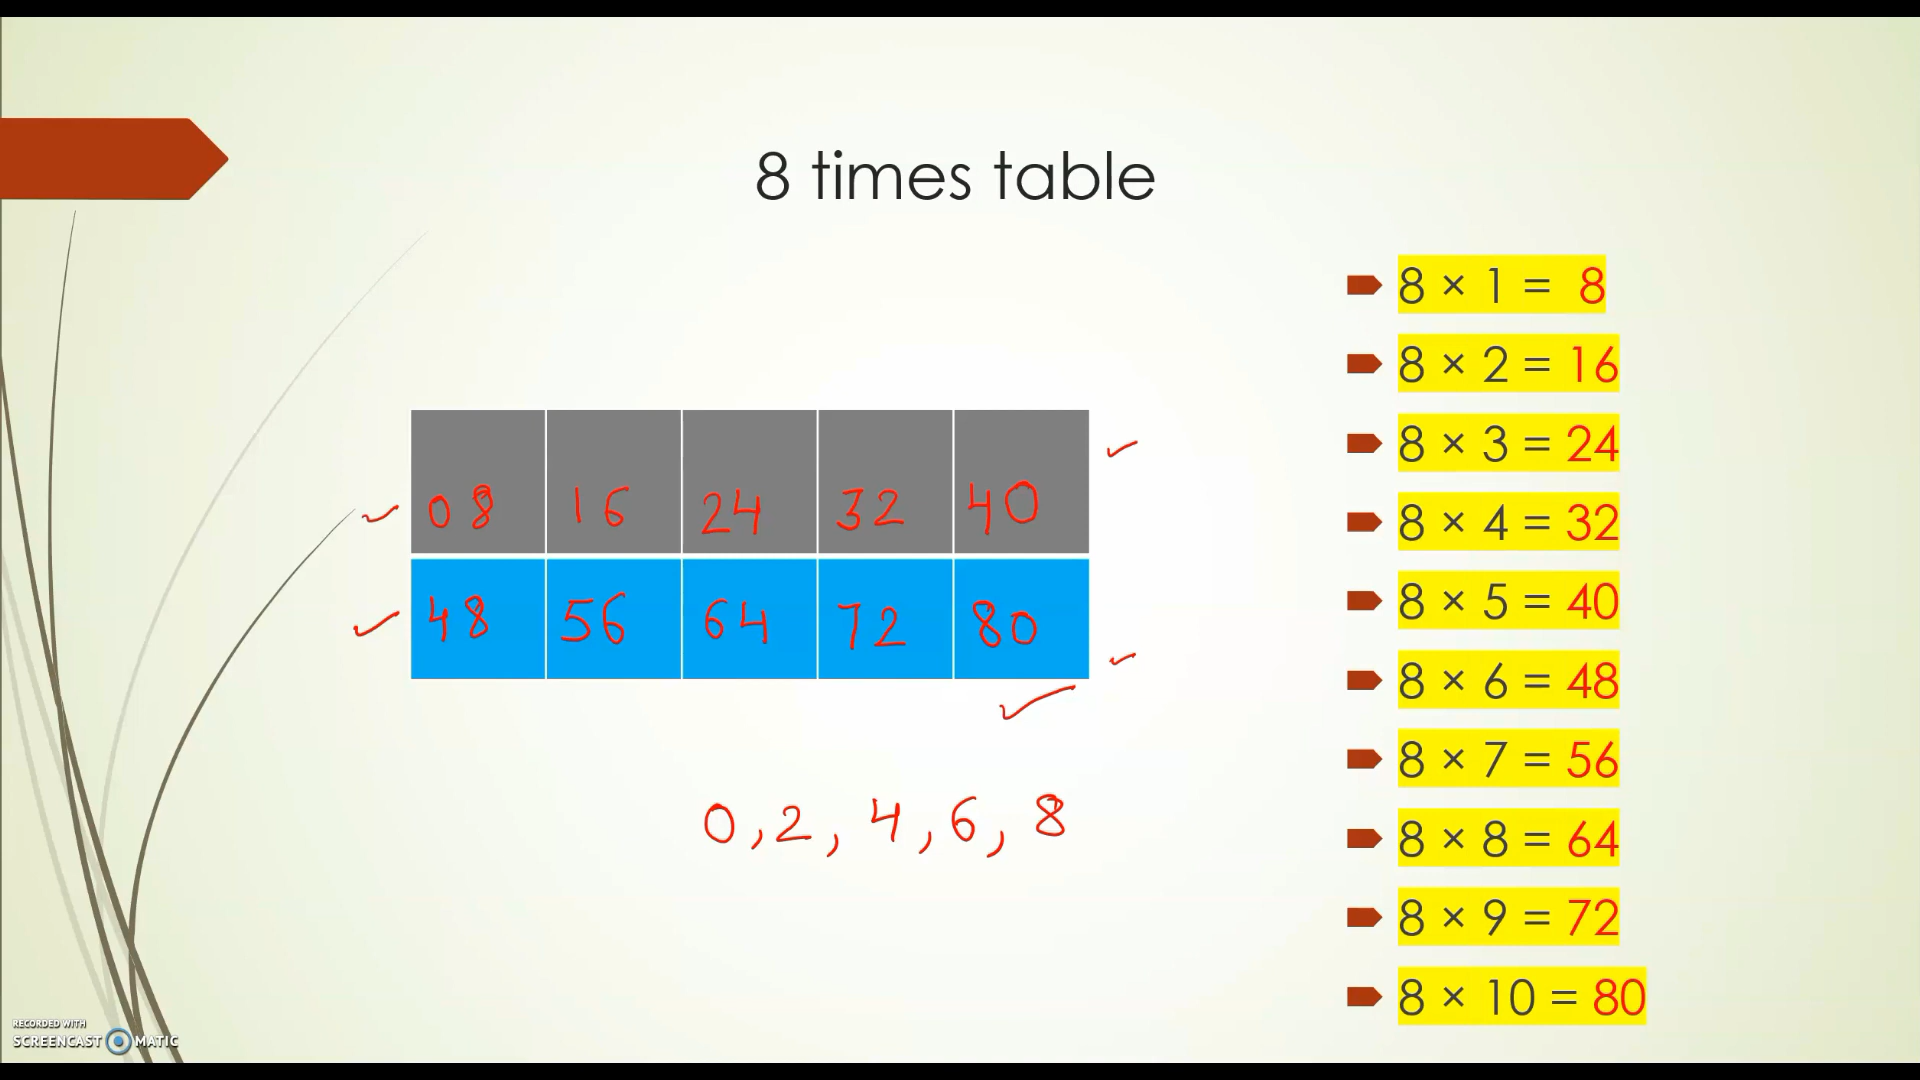 8 times table
08 16 24 32 40
48 56 64 72 80
0, 2, 4, 6, 8
8 × 1 = 8
8 × 2 = 16
8 × 3 = 24
8 × 4 = 32
8 × 5 = 40
8 × 6 = 48
8 × 7 = 56
8 × 8 = 64
8 × 9 = 72
8 × 10 = 80
RECORDED WITH
SCREENCAST MATIC